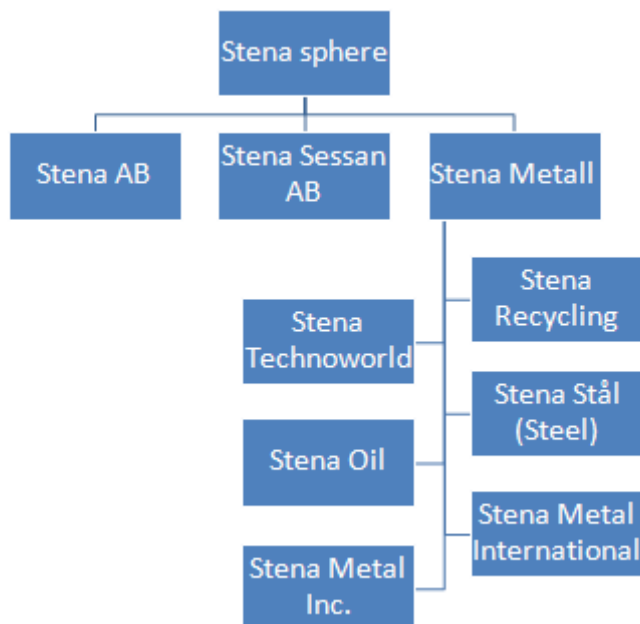 Stena sphere
Stena AB
Stena Sessan
AB
Stena Metall
Stena
Recycling
Stena
Technoworld
Stena Stål
(Steel)
Stena Oil
Stena Metal
International
Stena Metal
Inc.